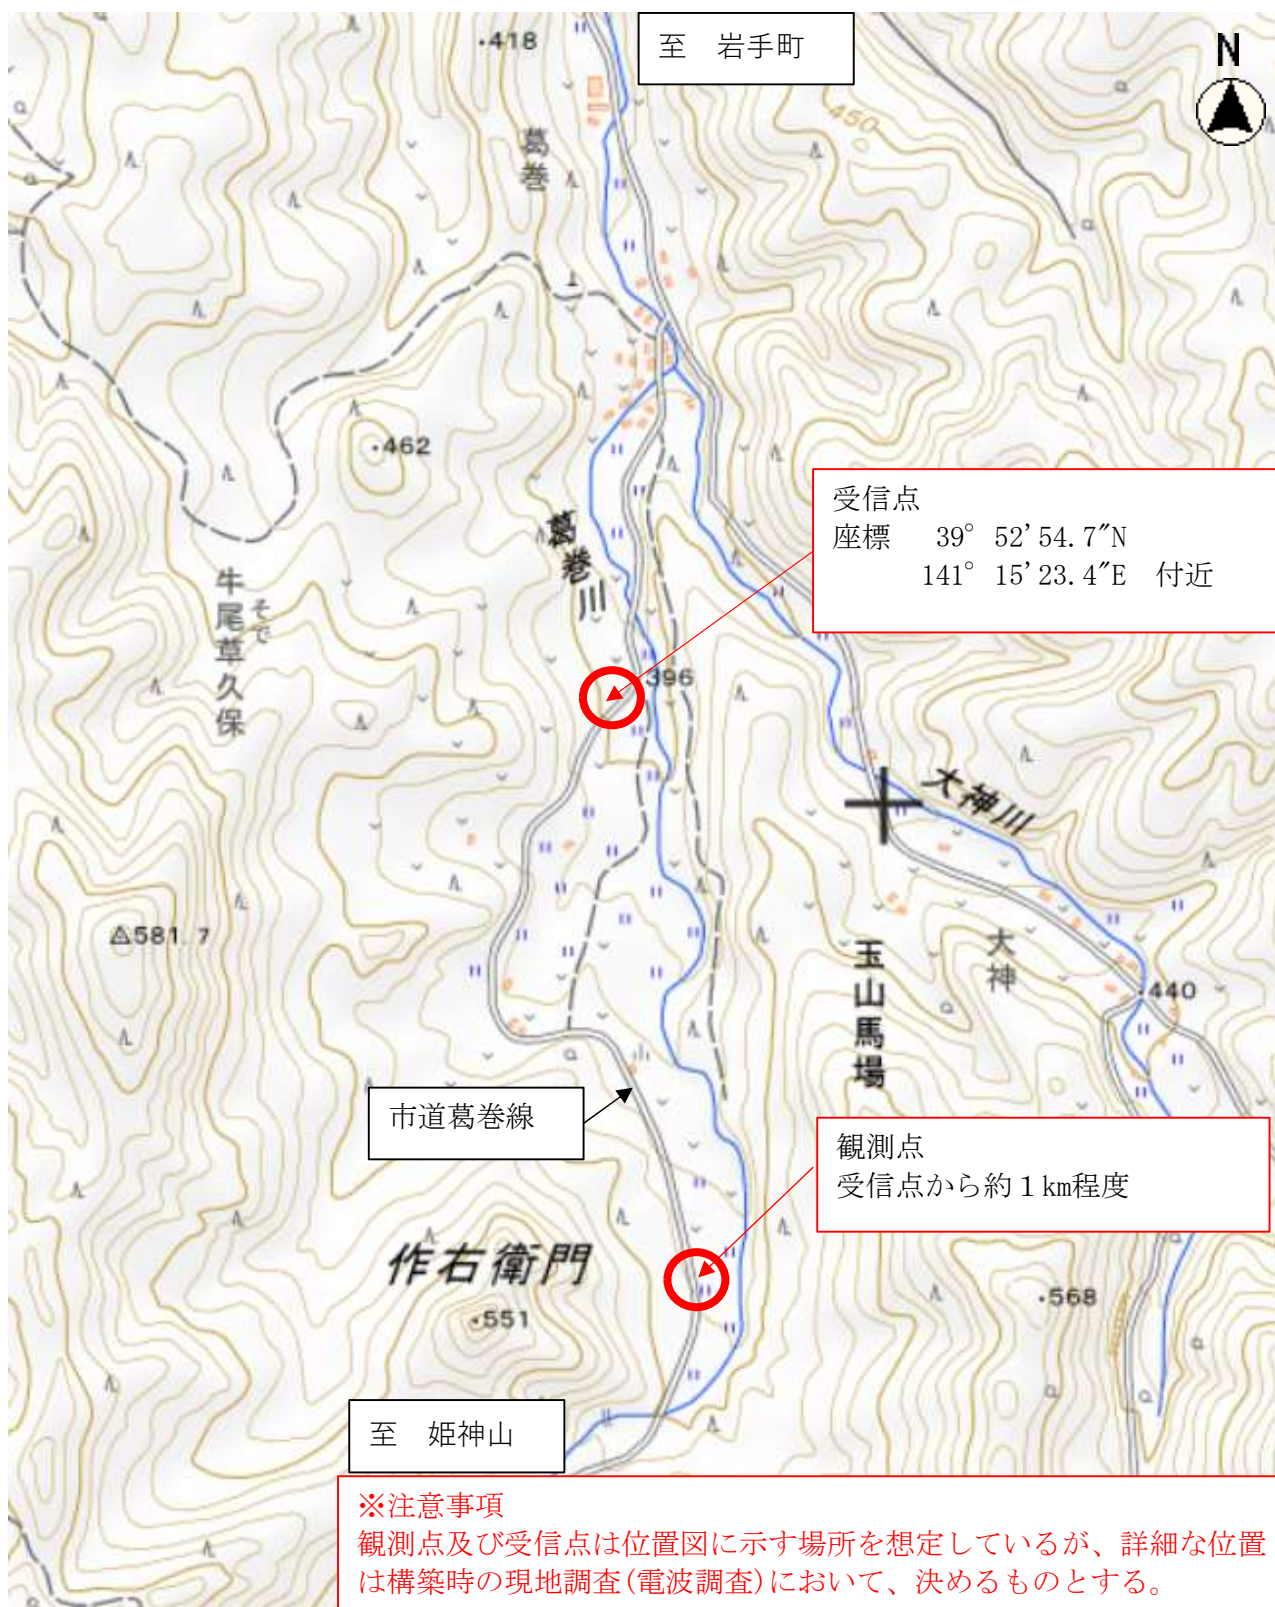 ・418
至　岩手町
N
450
葛巻
・462
受信点
座標　39° 52′54.7″N
141° 15′23.4″E　付近
葛巻川
牛尾草久保
そで
396
大神川
581.7
玉山馬場
大神
・440
市道葛巻線
観測点
受信点から約１km程度
作右衛門
・551
・568
至　姫神山
※注意事項
観測点及び受信点は位置図に示す場所を想定しているが、詳細な位置
は構築時の現地調査(電波調査)において、決めるものとする。